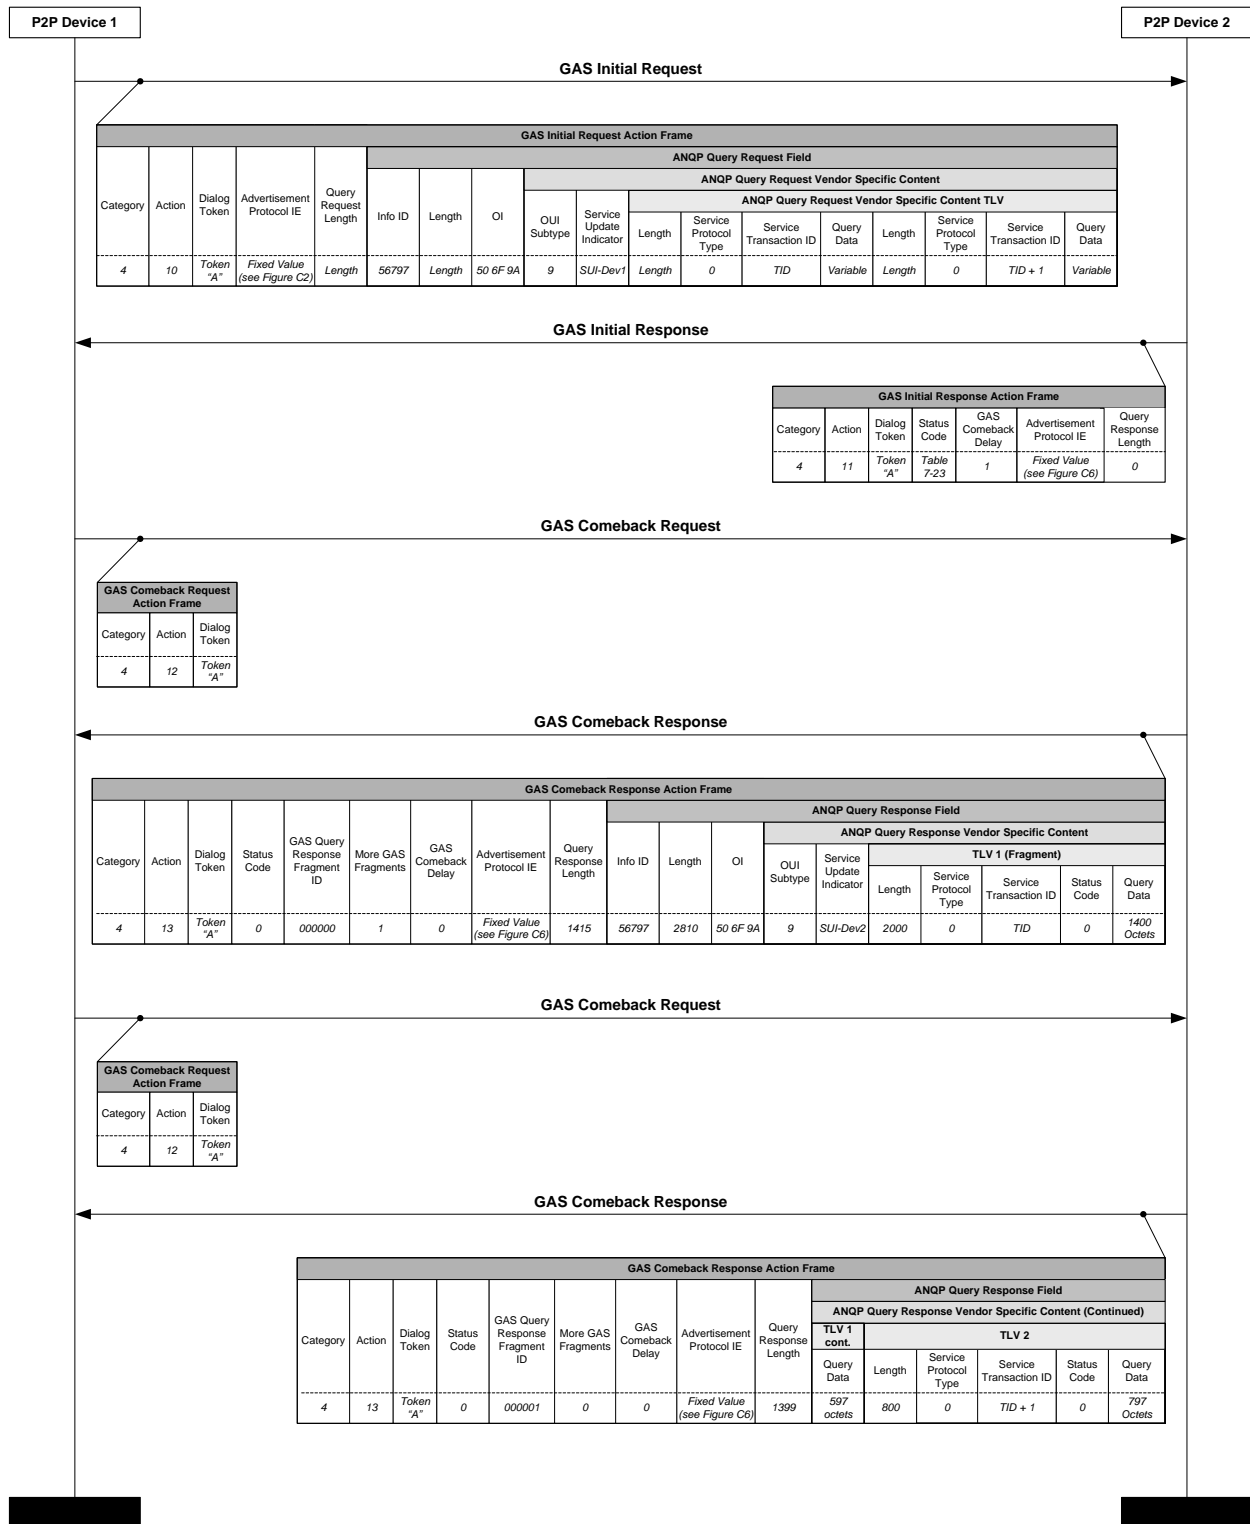 P2P Device 1
P2P Device 2
GAS Initial Request
GAS Initial Request Action Frame
ANQP Query Request Field
ANQP Query Request Vendor Specific Content
ANQP Query Request Vendor Specific Content TLV
Category
Action
Dialog
Token
Advertisement
Protocol IE
Query
Request
Length
Info ID
Length
OI
OUI
Subtype
Service
Update
Indicator
Length
Service
Protocol
Type
Service
Transaction ID
Query
Data
Length
Service
Protocol
Type
Service
Transaction ID
Query
Data
4
10
Token
“A”
Fixed Value
(see Figure C2)
Length
56797
Length
50 6F 9A
9
SUI-Dev1
Length
0
TID
Variable
Length
0
TID + 1
Variable
GAS Initial Response
GAS Initial Response Action Frame
Category
Action
Dialog
Token
Status
Code
GAS
Comeback
Delay
Advertisement
Protocol IE
Query
Response
Length
4
11
Token
“A”
Table
7-23
1
Fixed Value
(see Figure C6)
0
GAS Comeback Request
GAS Comeback Request
Action Frame
Category
Action
Dialog
Token
4
12
Token
“A”
GAS Comeback Response
GAS Comeback Response Action Frame
ANQP Query Response Field
ANQP Query Response Vendor Specific Content
TLV 1 (Fragment)
Category
Action
Dialog
Token
Status
Code
GAS Query
Response
Fragment
ID
More GAS
Fragments
GAS
Comeback
Delay
Advertisement
Protocol IE
Query
Response
Length
Info ID
Length
OI
OUI
Subtype
Service
Update
Indicator
Length
Service
Protocol
Type
Service
Transaction ID
Status
Code
Query
Data
4
13
Token
“A”
0
000000
1
0
Fixed Value
(see Figure C6)
1415
56797
2810
50 6F 9A
9
SUI-Dev2
2000
0
TID
0
1400
Octets
GAS Comeback Request
GAS Comeback Request
Action Frame
Category
Action
Dialog
Token
4
12
Token
“A”
GAS Comeback Response
GAS Comeback Response Action Frame
ANQP Query Response Field
ANQP Query Response Vendor Specific Content (Continued)
TLV 1
cont.
TLV 2
Category
Action
Dialog
Token
Status
Code
GAS Query
Response
Fragment
ID
More GAS
Fragments
GAS
Comeback
Delay
Advertisement
Protocol IE
Query
Response
Length
Query
Data
Length
Service
Protocol
Type
Service
Transaction ID
Status
Code
Query
Data
4
13
Token
“A”
0
000001
0
0
Fixed Value
(see Figure C6)
1399
597
octets
800
0
TID + 1
0
797
Octets